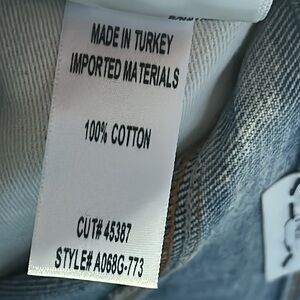 MADE IN TURKEY
IMPORTED MATERIALS
100% COTTON
CUT# 45387
STYLE# A068G-773